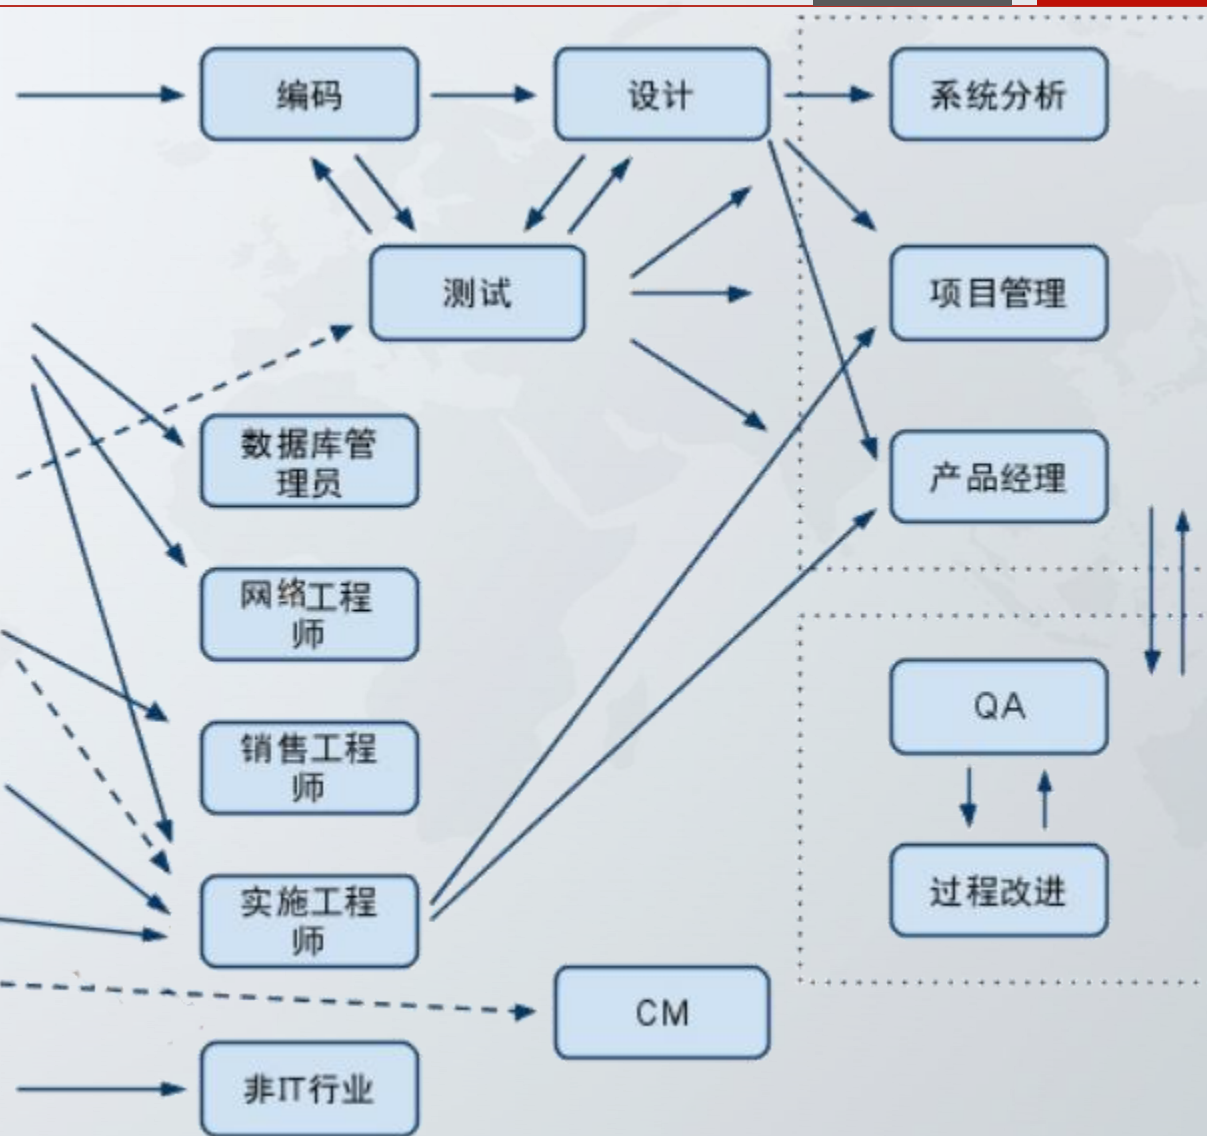 编码
设计
系统分析
测试
项目管理
数据库管
理员
产品经理
网络工程
师
QA
销售工程
师
实施工程
师
过程改进
CM
非IT行业